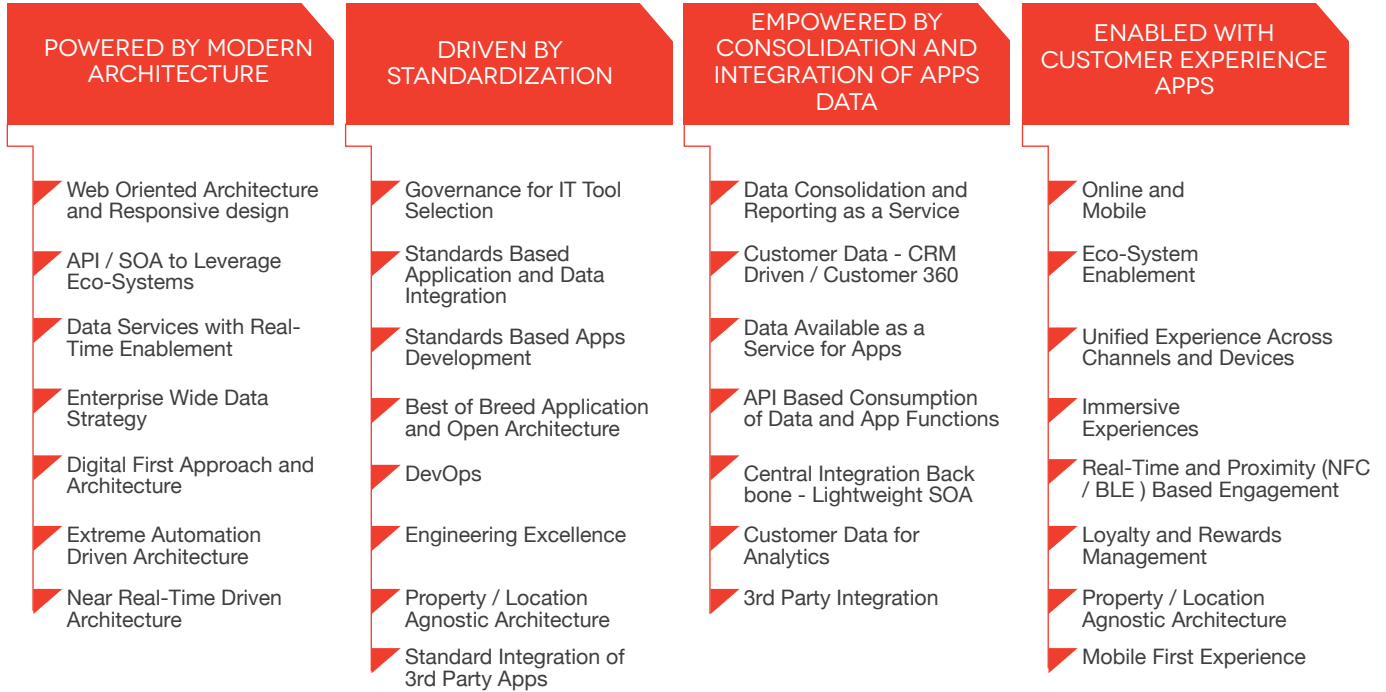 POWERED BY MODERN
ARCHITECTURE
Web Oriented Architecture
and Responsive design
API / SOA to Leverage
Eco-Systems
Data Services with Real-
Time Enablement
Enterprise Wide Data
Strategy
Digital First Approach and
Architecture
Extreme Automation
Driven Architecture
Near Real-Time Driven
Architecture
DRIVEN BY
STANDARDIZATION
Governance for IT Tool
Selection
Standards Based
Application and Data
Integration
Standards Based Apps
Development
Best of Breed Application
and Open Architecture
DevOps
Engineering Excellence
Property / Location
Agnostic Architecture
Standard Integration of
3rd Party Apps
EMPOWERED BY
CONSOLIDATION AND
INTEGRATION OF APPS
DATA
Data Consolidation and
Reporting as a Service
Customer Data - CRM
Driven / Customer 360
Data Available as a
Service for Apps
API Based Consumption
of Data and App Functions
Central Integration Back
bone - Lightweight SOA
Customer Data for
Analytics
3rd Party Integration
ENABLED WITH
CUSTOMER EXPERIENCE
APPS
Online and
Mobile
Eco-System
Enablement
Unified Experience Across
Channels and Devices
Immersive
Experiences
Real-Time and Proximity (NFC
/ BLE ) Based Engagement
Loyalty and Rewards
Management
Property / Location
Agnostic Architecture
Mobile First Experience